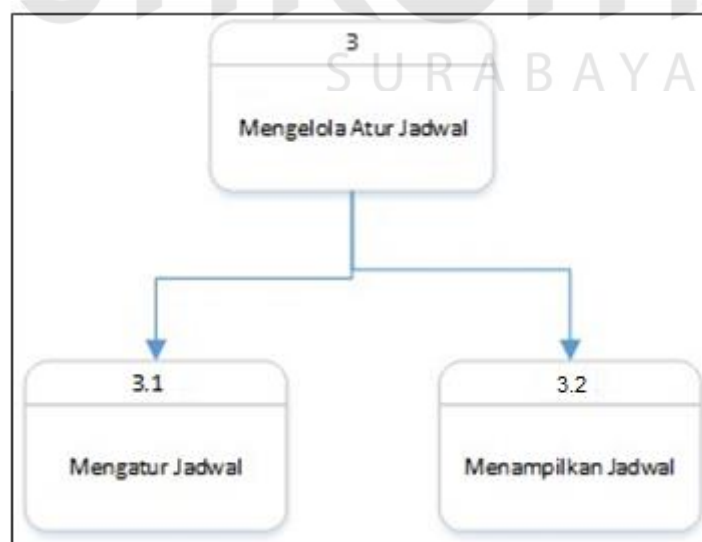 SURABAYA
3
Mengelola Atur Jadwal
3.1
Mengatur Jadwal
3.2
Menampilkan Jadwal